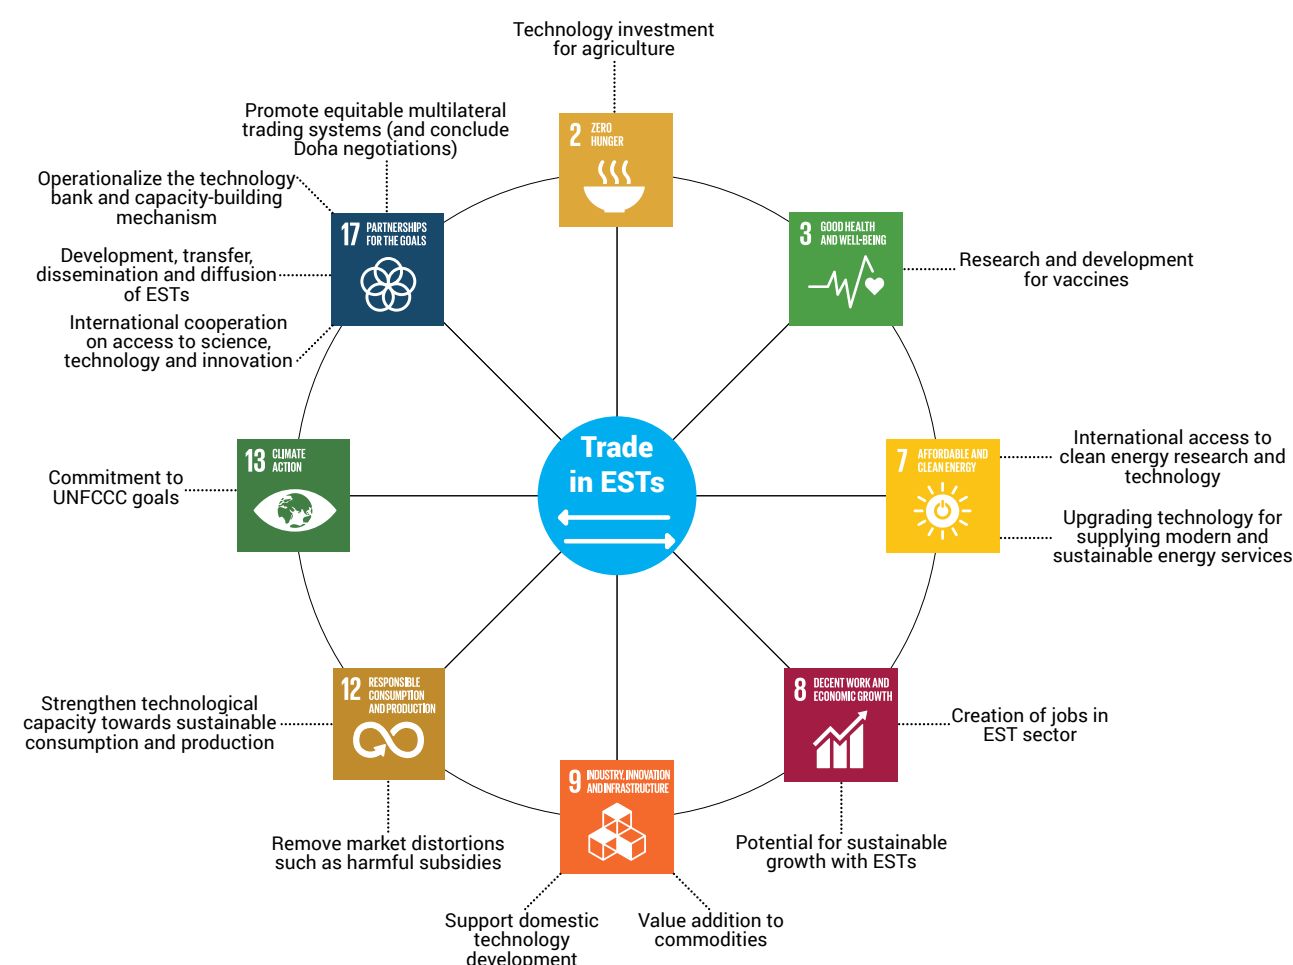 Technology investment
for agriculture
2 ZERO
HUNGER
Promote equitable multilateral
trading systems (and conclude
Doha negotiations)
Operationalize the technology
bank and capacity-building
mechanism
Development, transfer,
dissemination and diffusion
of ESTs
International cooperation
on access to science,
technology and innovation
17 PARTNERSHIPS
FOR THE GOALS
3 GOOD HEALTH
AND WELL-BEING
Research and development
for vaccines
Trade
in ESTs
13 CLIMATE
ACTION
Commitment to
UNFCCC goals
7 AFFORDABLE AND
CLEAN ENERGY
International access to
clean energy research and
technology
Upgrading technology for
supplying modern and
sustainable energy services
12 RESPONSIBLE
CONSUMPTION
AND PRODUCTION
Strengthen technological
capacity towards sustainable
consumption and production
Remove market distortions
such as harmful subsidies
8 DECENT WORK AND
ECONOMIC GROWTH
Creation of jobs in
EST sector
Potential for sustainable
growth with ESTs
9 INDUSTRY, INNOVATION
AND INFRASTRUCTURE
Support domestic
technology
development
Value addition to
commodities